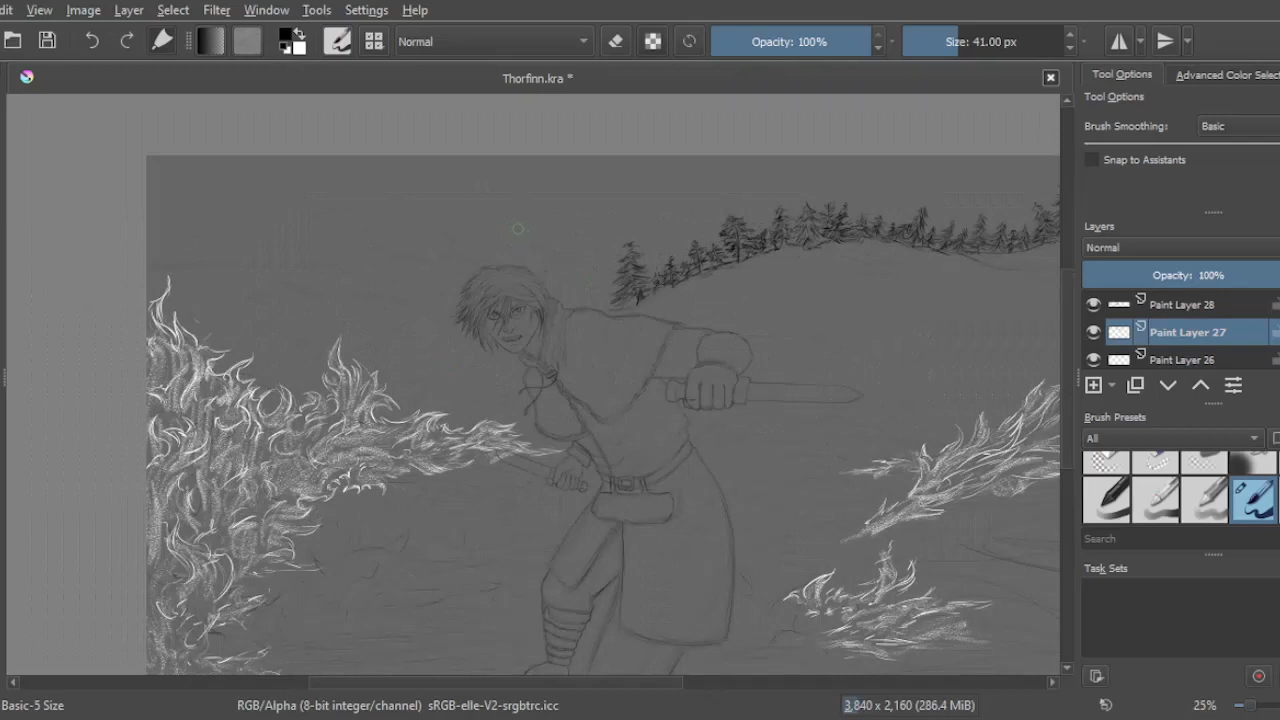 dit View Image Layer Select Filter Window Tools Settings Help
Normal Opacity: 100% Size: 41.00 px
Thorfinn.kra *
Tool Options Advanced Color Selec
Tool Options
Brush Smoothing: Basic
Snap to Assistants
Layers
Normal
Opacity: 100%
Paint Layer 28
Paint Layer 27
Paint Layer 26
Brush Presets
All
Search
Task Sets
Basic-5 Size RGB/Alpha (8-bit integer/channel) sRGB-elle-V2-srgbtrc.icc 3,840 x 2,160 (286.4 MiB) 25%